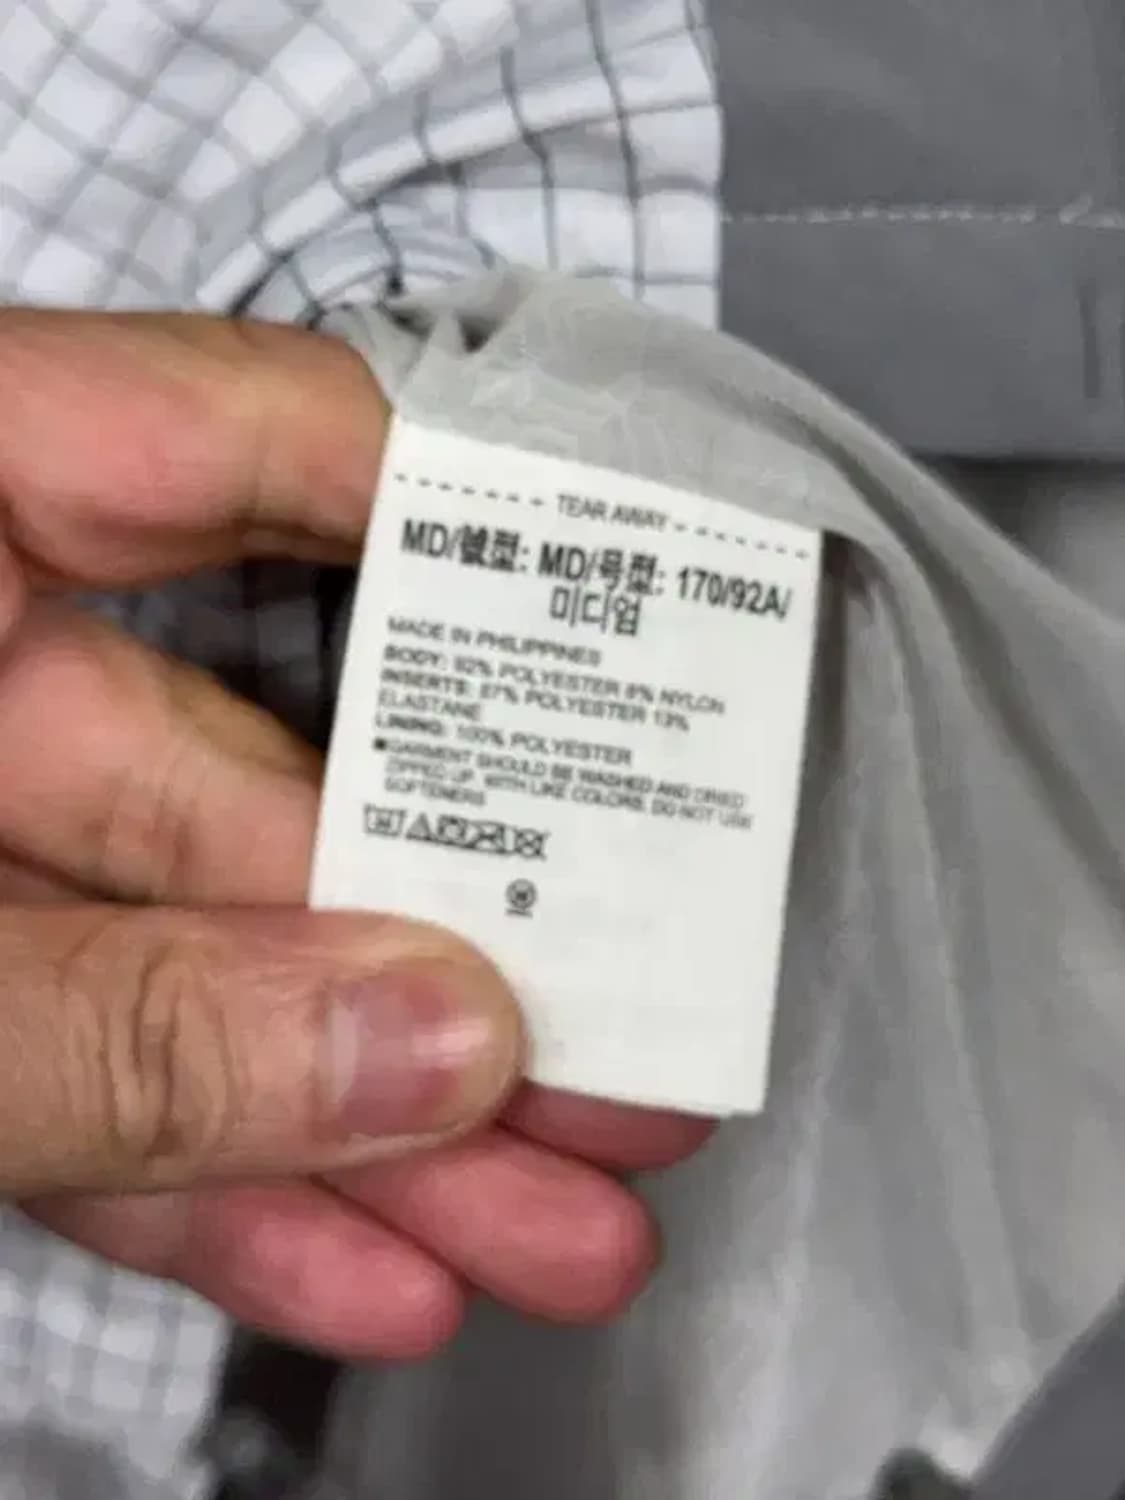 TEAR AWAY
MD/號型: MD/号型: 170/92A/
미디엄
MADE IN PHILIPPINES
BODY: 92% POLYESTER 8% NYLON
INSERTS: 87% POLYESTER 13%
ELASTANE
LINING: 100% POLYESTER
GARMENT SHOULD BE WASHED AND DRIED
ZIPPED UP, WITH LIKE COLORS. DO NOT USE
SOFTENERS